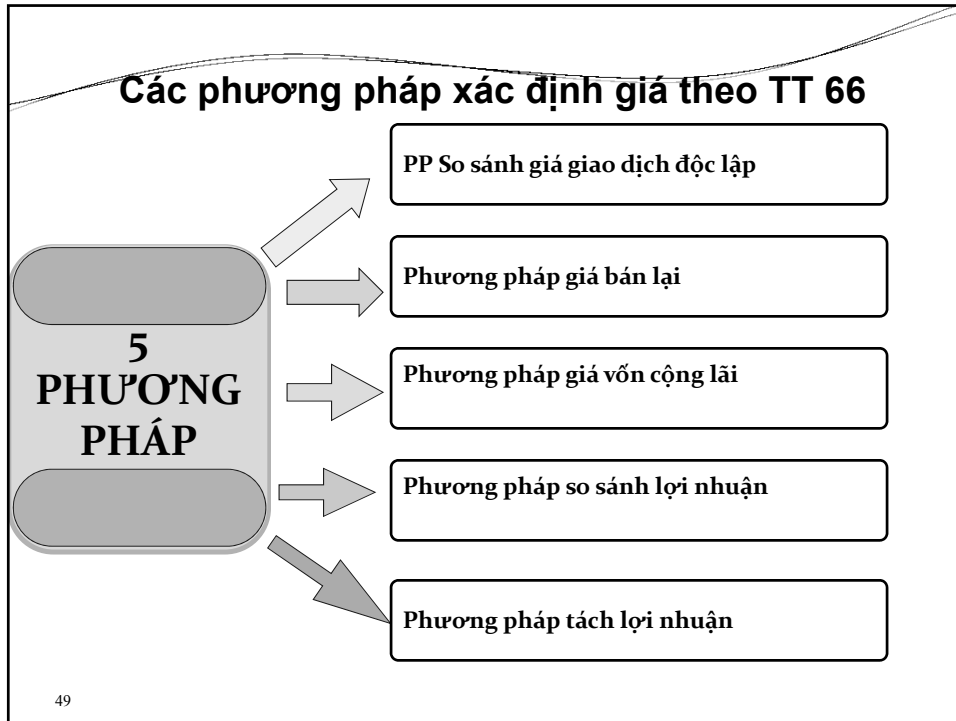 Các phương pháp xác định giá theo TT 66
PP So sánh giá giao dịch độc lập
Phương pháp giá bán lại
5
PHƯƠNG
PHÁP
Phương pháp giá vốn cộng lãi
Phương pháp so sánh lợi nhuận
Phương pháp tách lợi nhuận
49